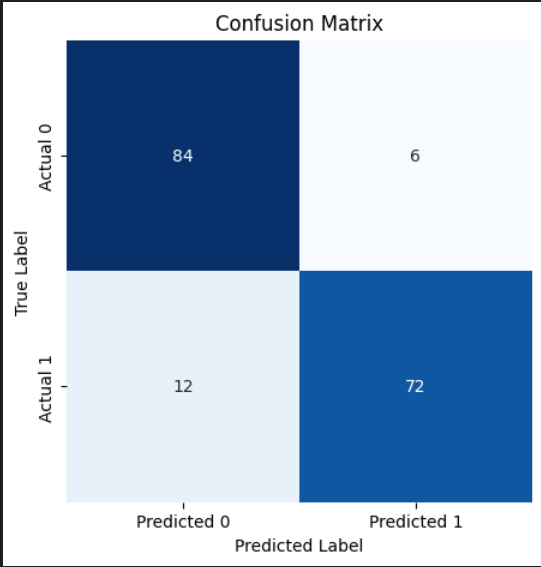 Confusion Matrix
True Label
Actual 0
84 6
Actual 1
12 72
Predicted 0 Predicted 1
Predicted Label